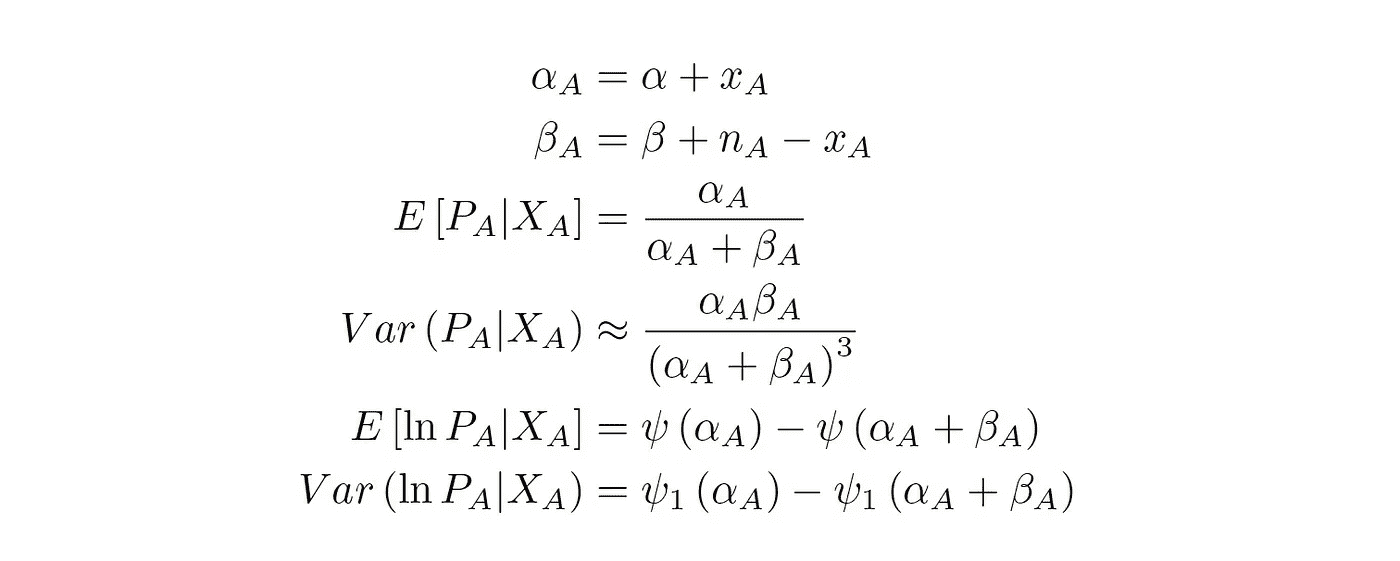 α_A = α + x_A
β_A = β + n_A − x_A
E [P_A|X_A] = α_A / (α_A + β_A)
Var (P_A|X_A) ≈ α_Aβ_A / (α_A + β_A)^3
E [ln P_A|X_A] = ψ (α_A) − ψ (α_A + β_A)
Var (ln P_A|X_A) = ψ_1 (α_A) − ψ_1 (α_A + β_A)